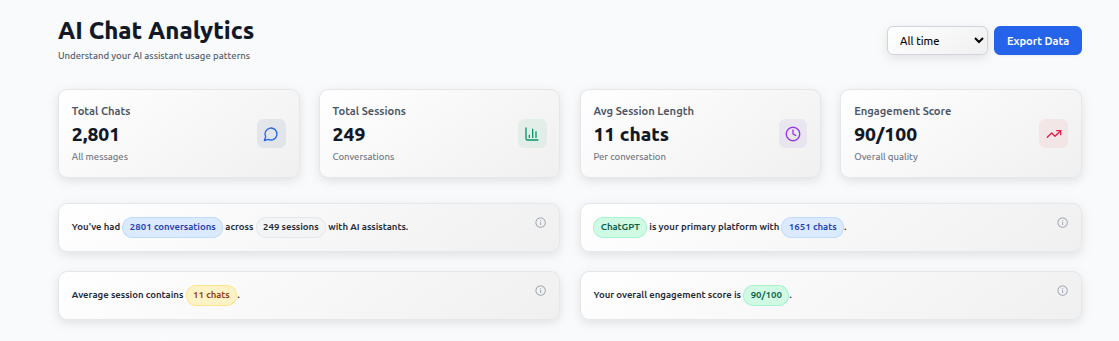 AI Chat Analytics
Understand your AI assistant usage patterns
All time
Export Data
Total Chats
2,801
All messages
Total Sessions
249
Conversations
Avg Session Length
11 chats
Per conversation
Engagement Score
90/100
Overall quality
You've had 2801 conversations across 249 sessions with AI assistants.
ChatGPT is your primary platform with 1651 chats.
Average session contains 11 chats.
Your overall engagement score is 90/100.